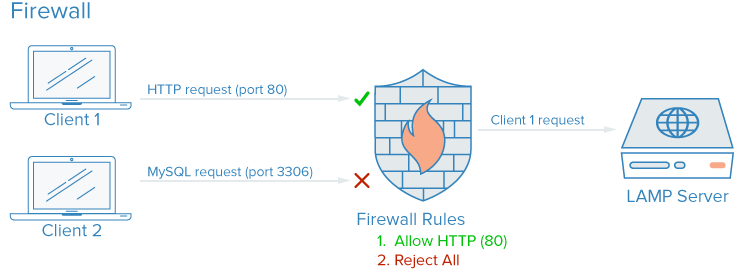 Firewall
HTTP request (port 80)
Client 1
Client 1 request
MySQL request (port 3306)
LAMP Server
Client 2
Firewall Rules
1. Allow HTTP (80)
2. Reject All